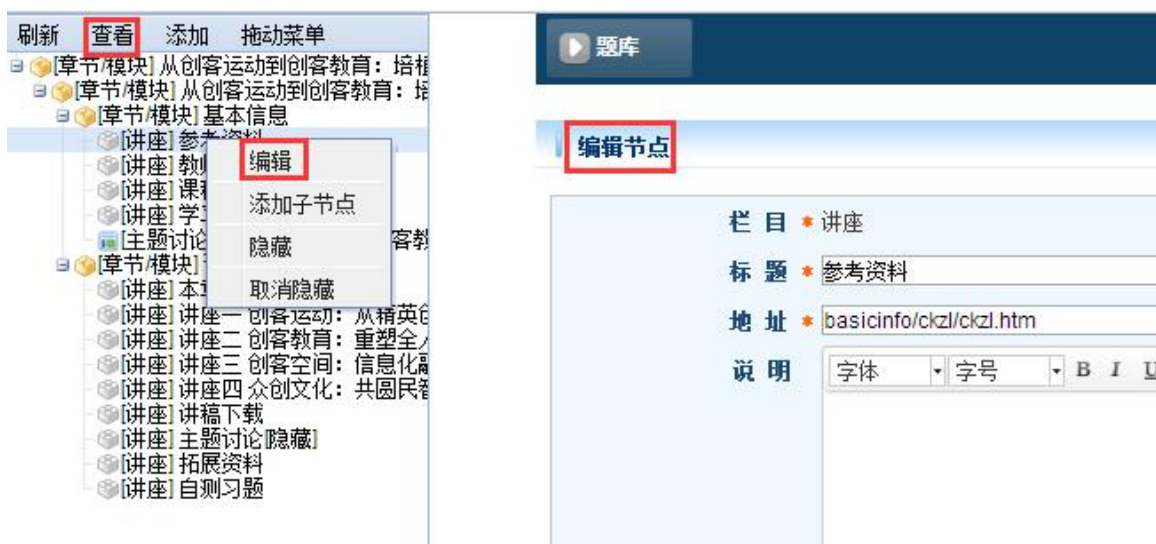 刷新 查看 添加 拖动菜单
[章节/模块] 从创客运动到创客教育：培植
[章节/模块] 从创客运动到创客教育：培
[章节/模块] 基本信息
[讲座] 参考资料
[讲座] 教师
[讲座] 课程
[讲座] 学习
[主题讨论 客教
[章节/模块]
[讲座] 本章
[讲座] 讲座一 创客运动：从精英
[讲座] 讲座二 创客教育：重塑全
[讲座] 讲座三 创客空间：信息化融
[讲座] 讲座四 众创文化：共圆民智
[讲座] 讲稿下载
[讲座] 主题讨论[隐藏]
[讲座] 拓展资料
[讲座] 自测习题
编辑
添加子节点
隐藏
取消隐藏
题库
编辑节点
栏 目 * 讲座
标 题 * 参考资料
地 址 * basicinfo/ckzl/ckzl.htm
说 明 字体 字号 B I U